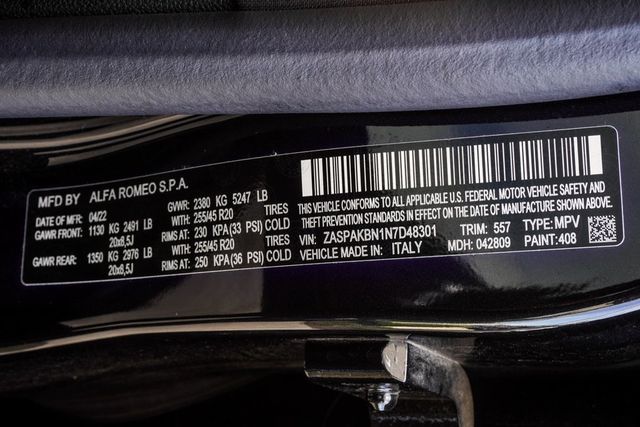 MFD BY ALFA ROMEO S.P.A.
DATE OF MFR: 04/22 GVWR: 2380 KG 5247 LB
GAWR FRONT: 1130 KG 2491 LB WITH: 255/45 R20 TIRES
20x8,5J RIMS AT: 230 KPA(33 PSI) COLD
GAWR REAR: 1350 KG 2976 LB WITH: 255/45 R20 TIRES
20x8,5J RIMS AT: 250 KPA(36 PSI) COLD
THIS VEHICLE CONFORMS TO ALL APPLICABLE U.S. FEDERAL MOTOR VEHICLE SAFETY AND
THEFT PREVENTION STANDARDS IN EFFECT ON THE DATE OF MANUFACTURE SHOWN ABOVE
VIN: ZASPAKBN1N7D48301 TRIM: 557 TYPE: MPV
VEHICLE MADE IN: ITALY MDH: 042809 PAINT: 408